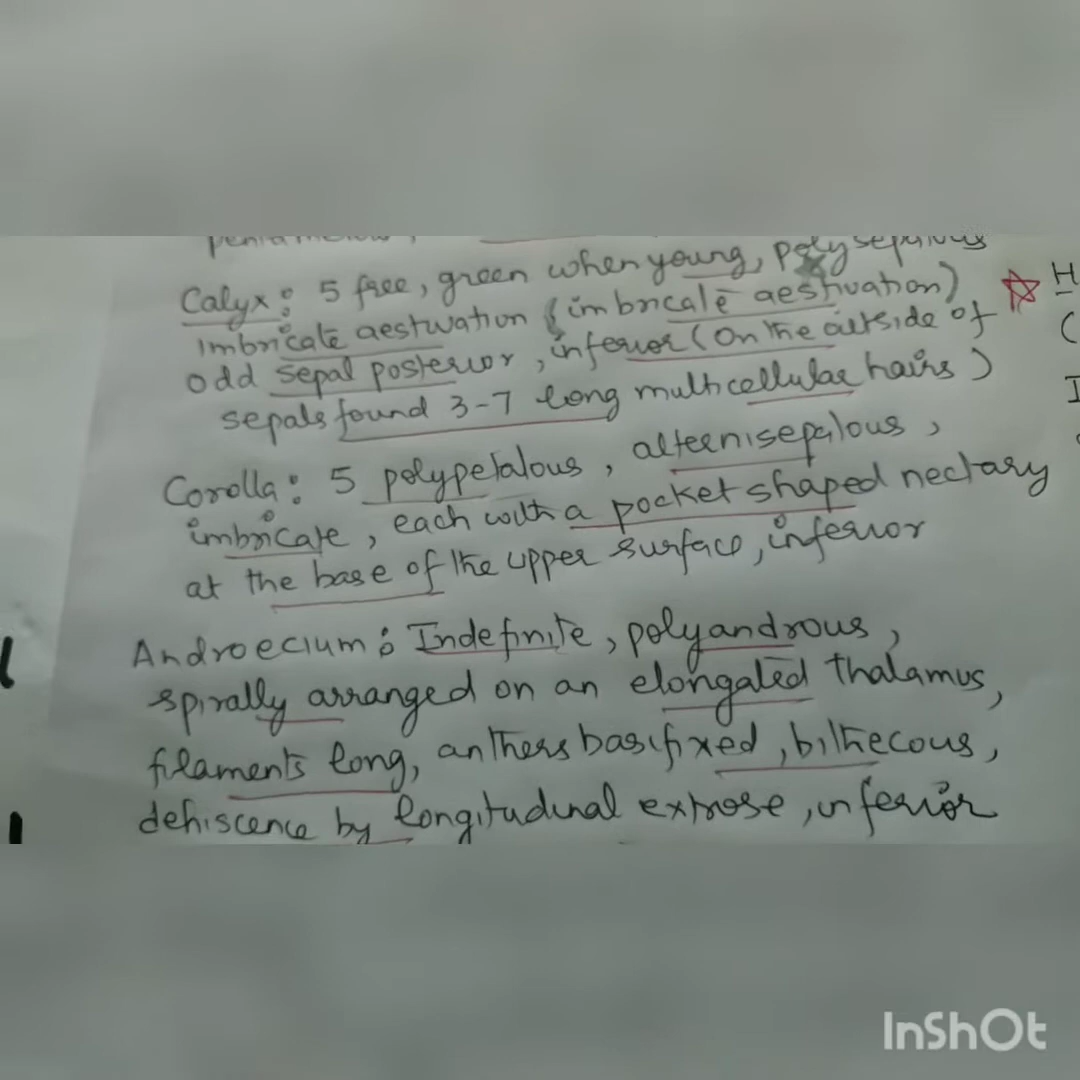 Calyx: 5 free, green when young, polysepalous
imbricate aestivation (imbricate aestivation)
odd sepal posterior, inferior (On the outside of
sepals found 3-7 long multicellular hairs)
Corolla: 5 polypetalous, alternisepalous,
imbricate, each with a pocket shaped nectary
at the base of the upper surface, inferior
Androecium: Indefinite, polyandrous,
spirally arranged on an elongated thalamus,
filaments long, anthers basifixed, bithecous,
dehiscence by longitudinal extrose, inferior
H
(
I
InShOt